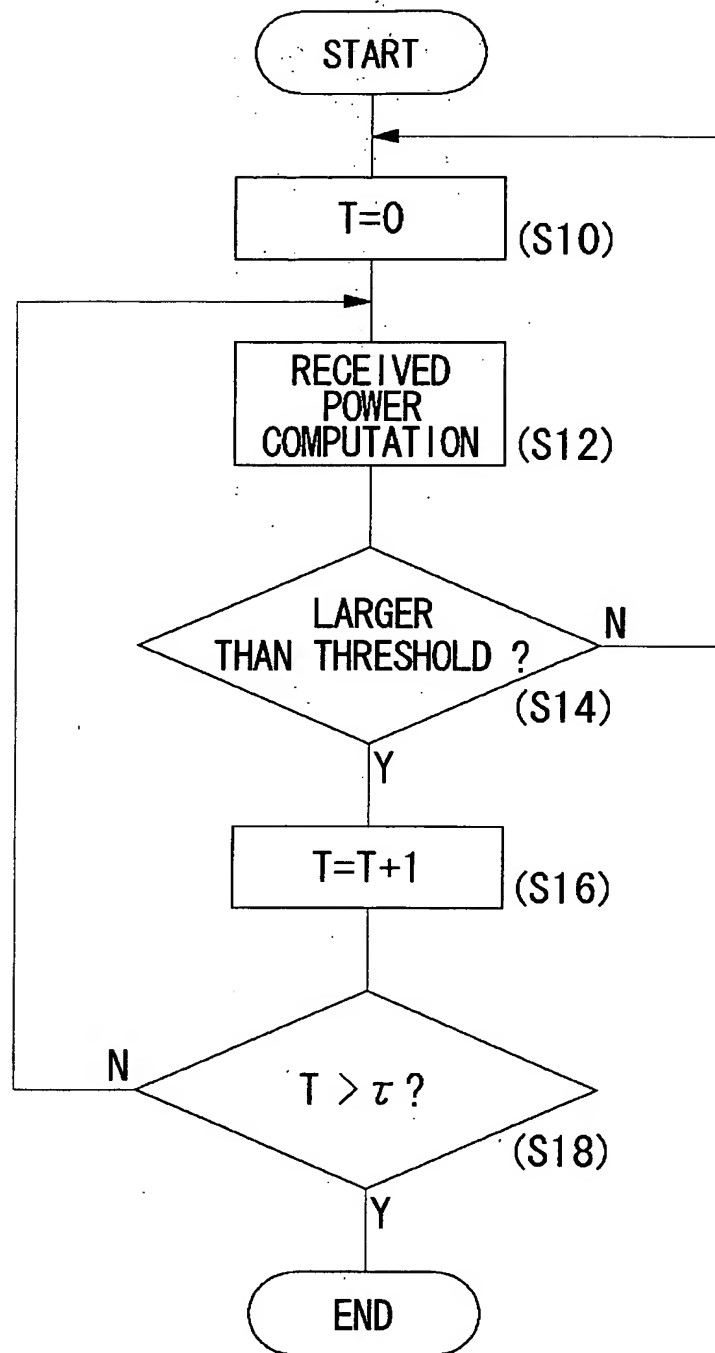 START
T=0
(S10)
RECEIVED
POWER
COMPUTATION
(S12)
LARGER
THAN THRESHOLD ?
N
(S14)
Y
T=T+1
(S16)
N
T > τ ?
(S18)
Y
END